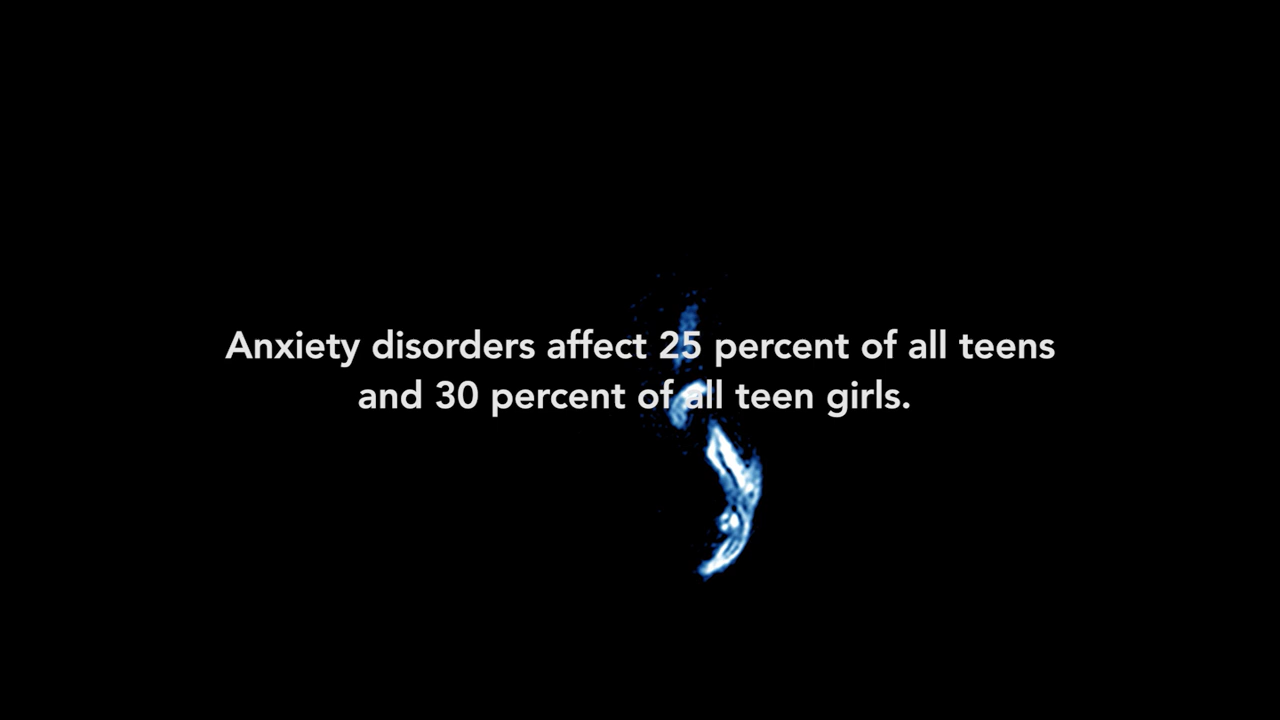 Anxiety disorders affect 25 percent of all teens
and 30 percent of all teen girls.